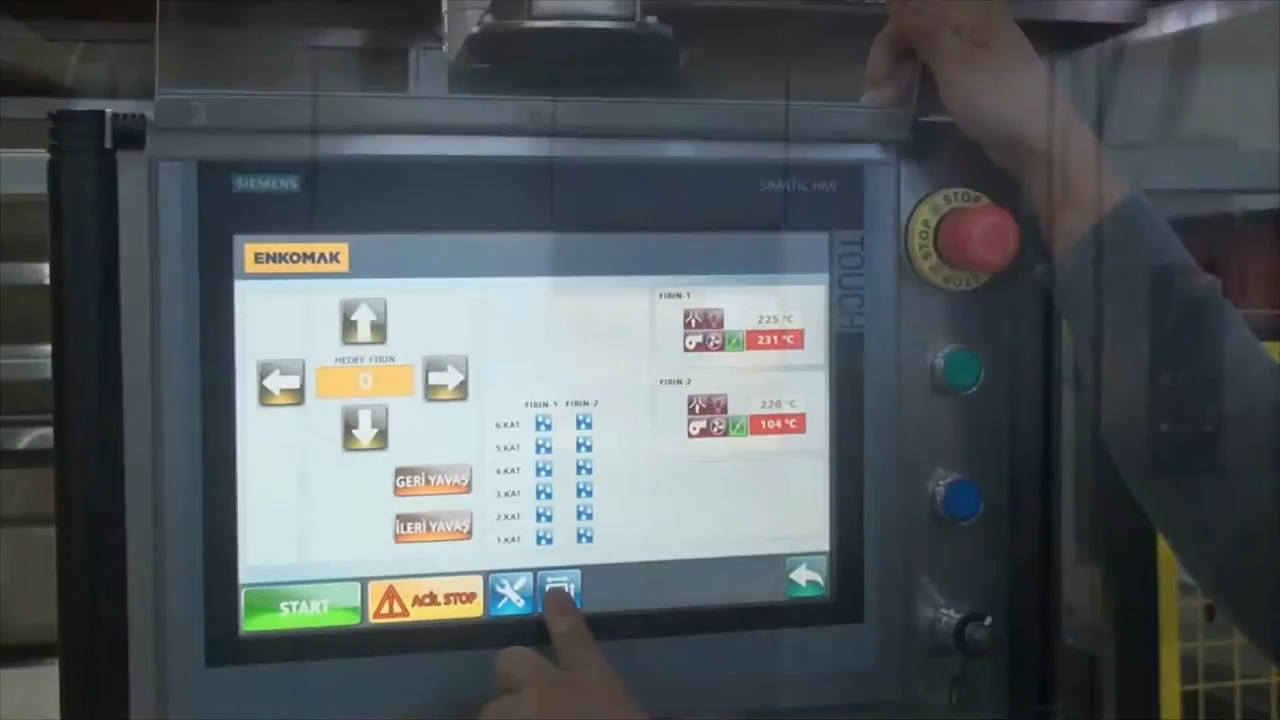 SIEMENS
SIMATIC HMI
TOUCH
ENKOMAK
HEDEF FIRIN
0
GERİ YAVAŞ
İLERİ YAVAŞ
FIRIN-1 FIRIN-2
6.KAT
5.KAT
4.KAT
3.KAT
2.KAT
1.KAT
FIRIN-1
225 °C
231 °C
FIRIN-2
220 °C
104 °C
START
ACİL STOP
STOP
STOP
STOP